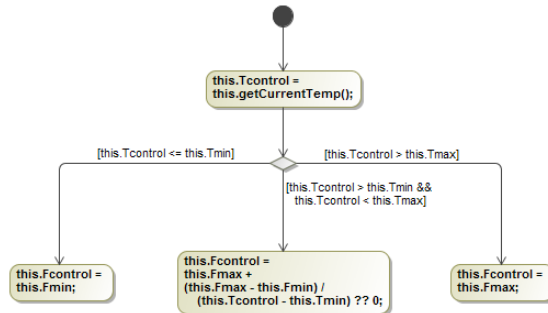 this.Tcontrol =
this.getCurrentTemp();
[this.Tcontrol <= this.Tmin]
[this.Tcontrol > this.Tmax]
[this.Tcontrol > this.Tmin &&
this.Tcontrol < this.Tmax]
this.Fcontrol =
this.Fmin;
this.Fcontrol =
this.Fmax +
(this.Fmax - this.Fmin) /
(this.Tcontrol - this.Tmin) ?? 0;
this.Fcontrol =
this.Fmax;